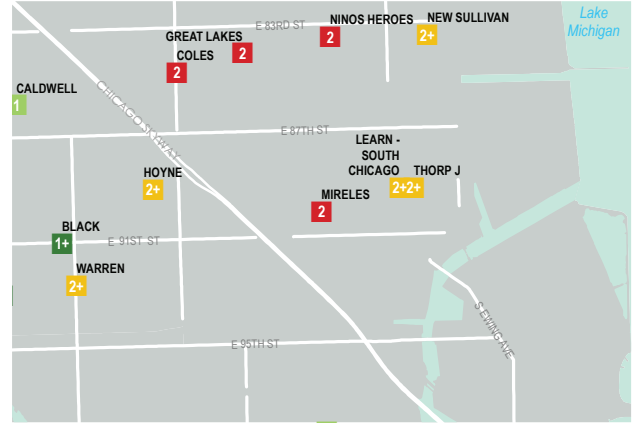 Lake
Michigan
NINOS HEROES
NEW SULLIVAN
E 83RD ST
GREAT LAKES
2
2+
2
COLES
2
CALDWELL
1
CHICAGO SKYWAY
E 87TH ST
LEARN -
SOUTH
CHICAGO
THORP J
HOYNE
2+
2+2+
MIRELES
2
BLACK
1+
E 91ST ST
WARREN
2+
S EWING AVE
E 95TH ST